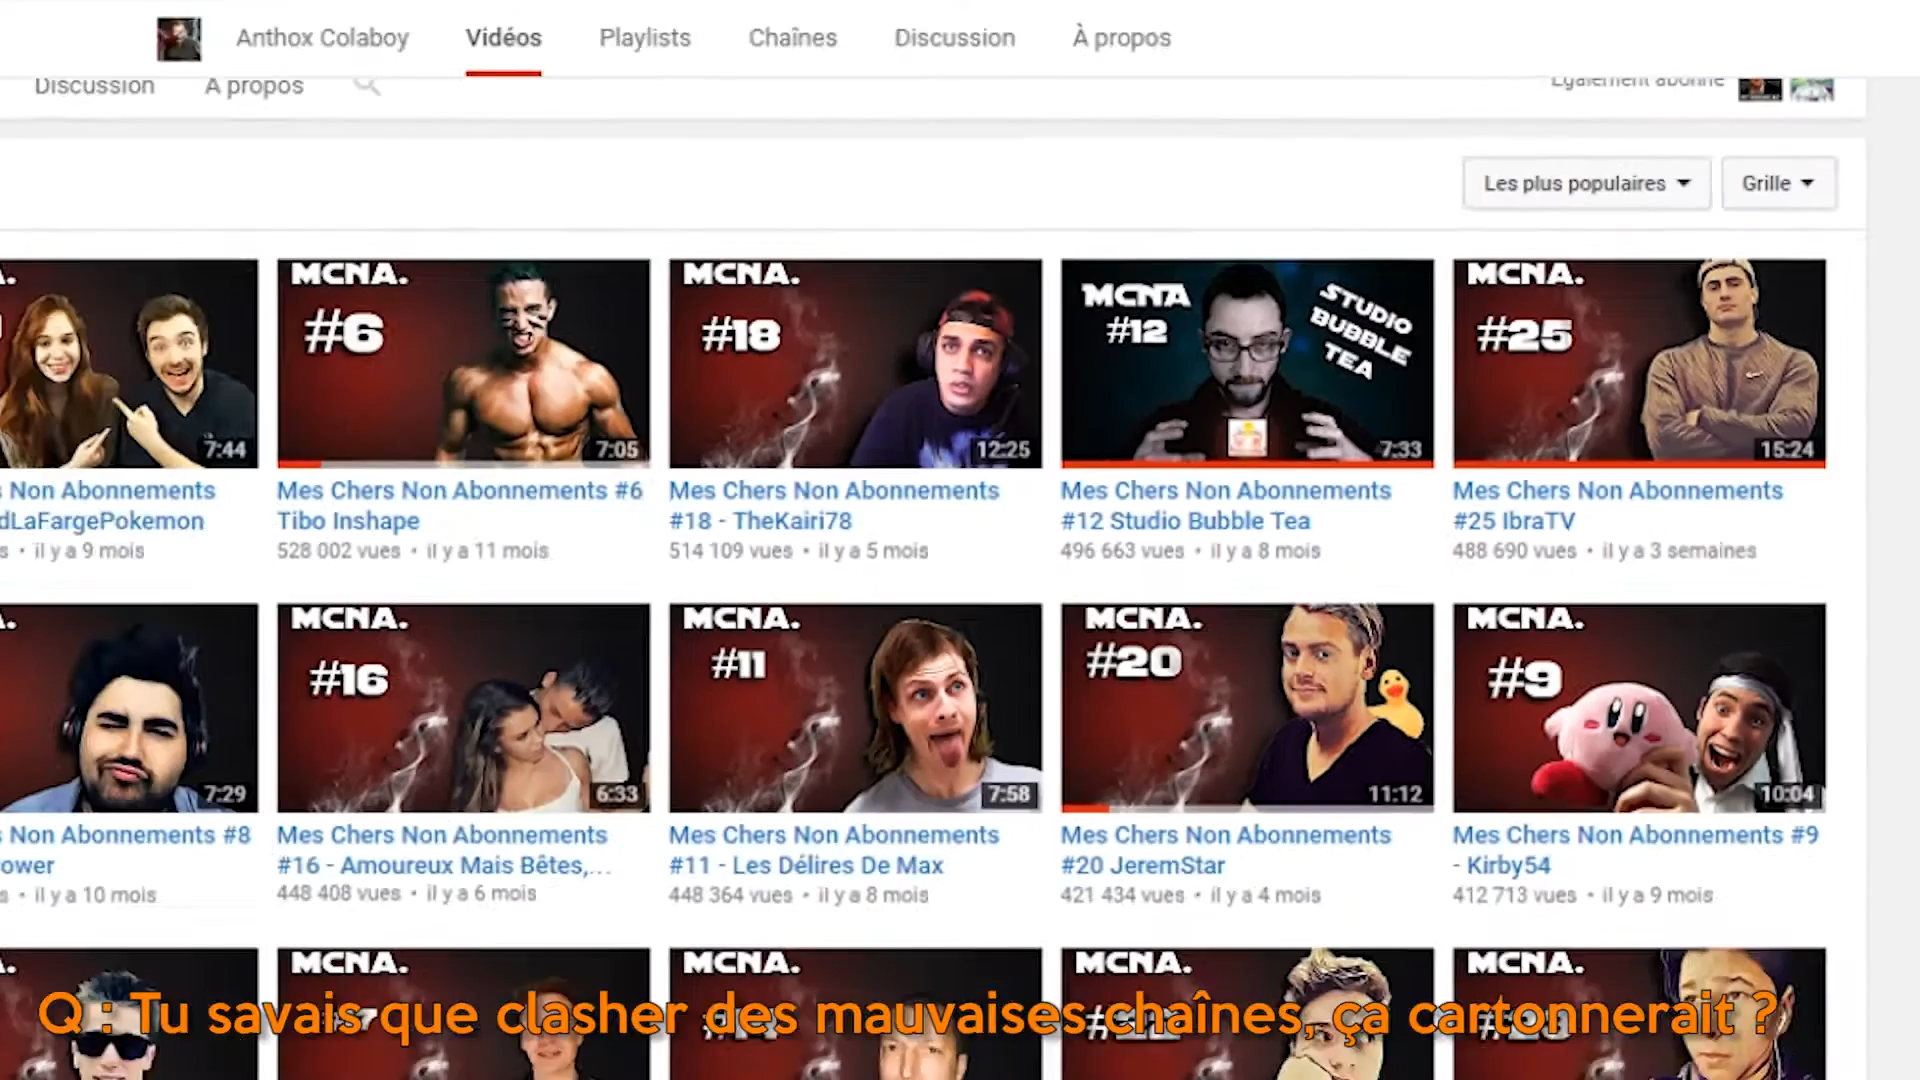 Anthox Colaboy Vidéos Playlists Chaînes Discussion À propos
Discussion À propos Également abonné
Les plus populaires Grille
MCNA. MCNA. MCNA MCNA.
#6 #18 #12 STUDIO BUBBLE TEA #25
7:44 7:05 12:25 7:33 15:24
Non Abonnements Mes Chers Non Abonnements #6 Mes Chers Non Abonnements Mes Chers Non Abonnements Mes Chers Non Abonnements
dLaFargePokemon Tibo Inshape #18 - TheKairi78 #12 Studio Bubble Tea #25 IbraTV
• il y a 9 mois 528 002 vues • il y a 11 mois 514 109 vues • il y a 5 mois 496 663 vues • il y a 8 mois 488 690 vues • il y a 3 semaines
MCNA. MCNA. MCNA. MCNA.
#16 #11 #20 #9
7:29 6:33 7:58 11:12 10:04
Non Abonnements #8 Mes Chers Non Abonnements Mes Chers Non Abonnements Mes Chers Non Abonnements Mes Chers Non Abonnements #9
ower #16 - Amoureux Mais Bêtes,... #11 - Les Délires De Max #20 JeremStar - Kirby54
• il y a 10 mois 448 408 vues • il y a 6 mois 448 364 vues • il y a 8 mois 421 434 vues • il y a 4 mois 412 713 vues • il y a 9 mois
MCNA. MCNA. MCNA. MCNA.
Q : Tu savais que clasher des mauvaises chaînes, ça cartonnerait ?